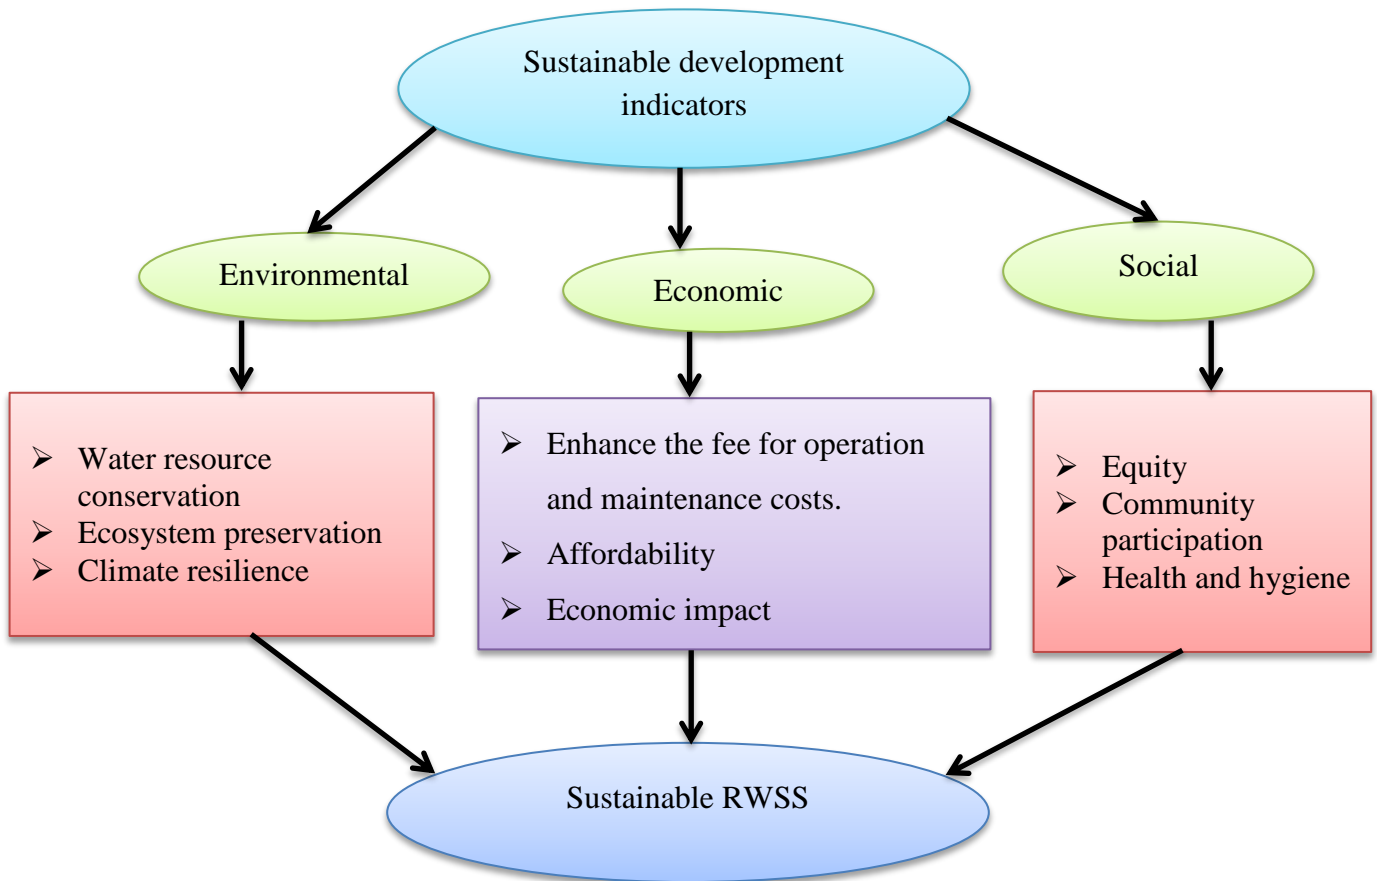 Sustainable development
indicators
Environmental
Economic
Social
➢ Water resource
conservation
➢ Ecosystem preservation
➢ Climate resilience
➢ Enhance the fee for operation
and maintenance costs.
➢ Affordability
➢ Economic impact
➢ Equity
➢ Community
participation
➢ Health and hygiene
Sustainable RWSS